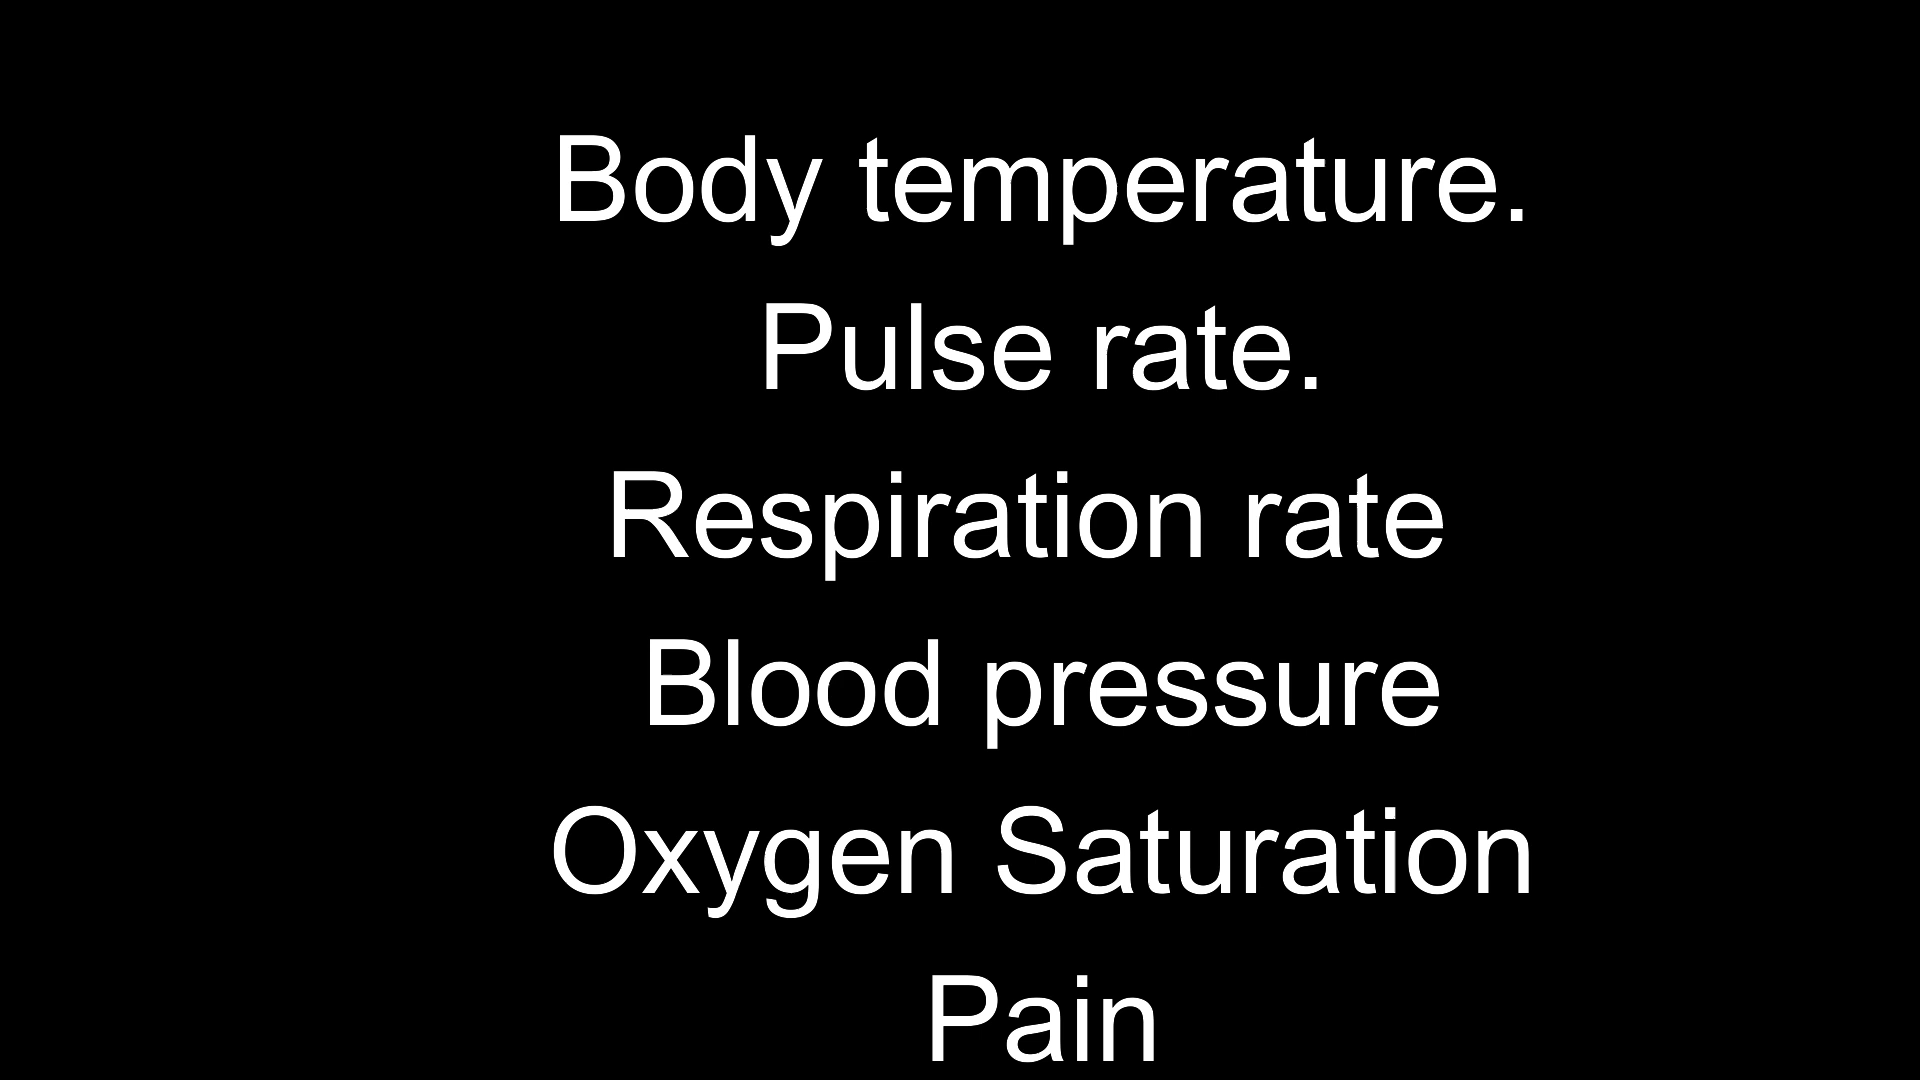 Body temperature.
Pulse rate.
Respiration rate
Blood pressure
Oxygen Saturation
Pain